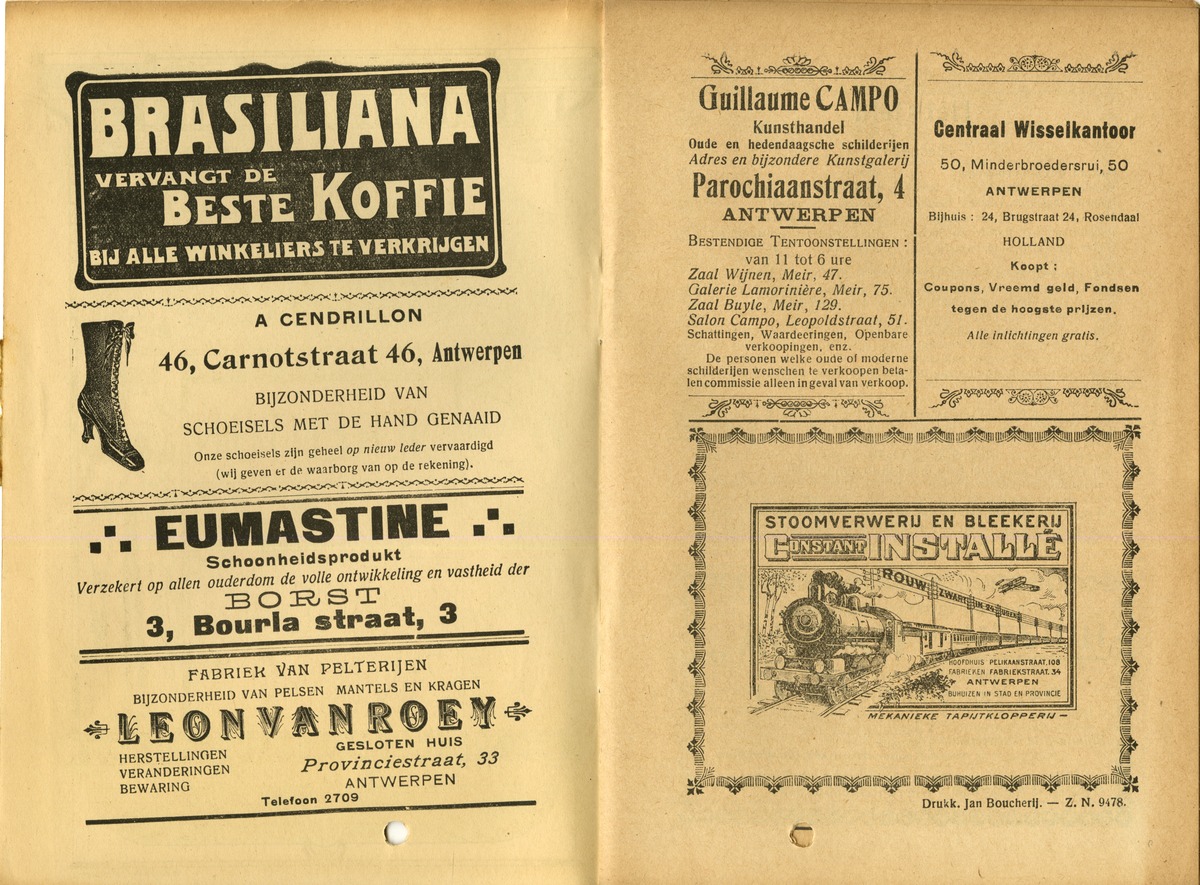 BRASILIANA
VERVANGT DE
BESTE KOFFIE
BIJ ALLE WINKELIERS TE VERKRIJGEN
A CENDRILLON
46, Carnotstraat 46, Antwerpen
BIJZONDERHEID VAN
SCHOEISELS MET DE HAND GENAAID
Onze schoeisels zijn geheel op nieuw leder vervaardigd
(wij geven er de waarborg van op de rekening).
EUMASTINE
Schoonheidsprodukt
Verzekert op allen ouderdom de volle ontwikkeling en vastheid der
BORST
3, Bourla straat, 3
FABRIEK VAN PELTERIJEN
BIJZONDERHEID VAN PELSEN MANTELS EN KRAGEN
LEON VAN ROEY
GESLOTEN HUIS
HERSTELLINGEN
VERANDERINGEN
BEWARING
Provinciestraat, 33
ANTWERPEN
Telefoon 2709
Guillaume CAMPO
Kunsthandel
Oude en hedendaagsche schilderijen
Adres en bijzondere Kunstgalerij
Parochiaanstraat, 4
ANTWERPEN
BESTENDIGE TENTOONSTELLINGEN :
van 11 tot 6 ure
Zaal Wijnen, Meir, 47.
Galerie Lamorinière, Meir, 75.
Zaal Buyle, Meir, 129.
Salon Campo, Leopoldstraat, 51.
Schattingen, Waardeeringen, Openbare
verkoopingen, enz.
De personen welke oude of moderne
schilderijen wenschen te verkoopen beta-
len commissie alleen in geval van verkoop.
Centraal Wisselkantoor
50, Minderbroedersrui, 50
ANTWERPEN
Bijhuis : 24, Brugstraat 24, Rosendaal
HOLLAND
Koopt :
Coupons, Vreemd geld, Fondsen
tegen de hoogste prijzen.
Alle inlichtingen gratis.
STOOMVERWERIJ EN BLEEKERIJ
CONSTANT INSTALLÉ
ROUW ZWART IN 24 UREN
HOOFDHUIS PELIKAANSTRAAT, 108
FABRIEKEN FABRIEKSTRAAT. 34
ANTWERPEN
BIJHUIZEN IN STAD EN PROVINCIE
MEKANIEKE TAPIJTKLOPPERIJ —
Drukk. Jan Boucherij. — Z. N. 9478.